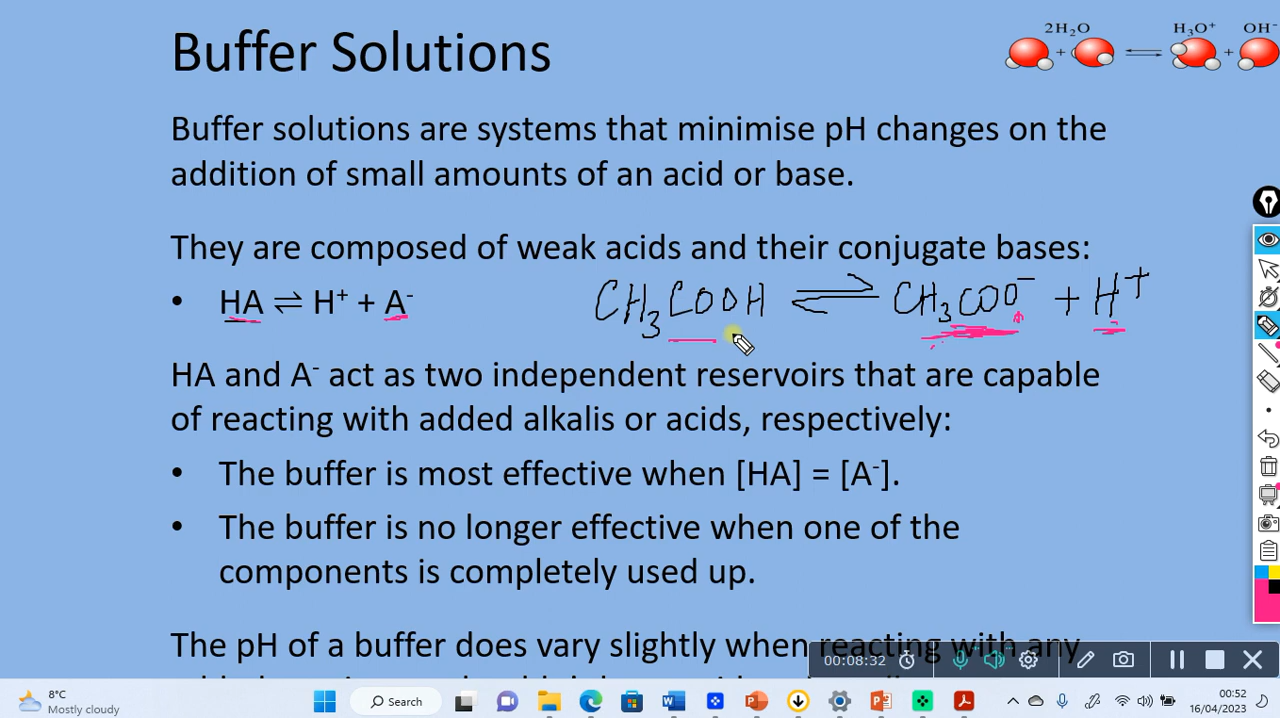 2H₂O H₃O⁺ OH⁻
+ ⇌ +
Buffer Solutions
Buffer solutions are systems that minimise pH changes on the
addition of small amounts of an acid or base.
They are composed of weak acids and their conjugate bases:
• HA ⇌ H⁺ + A⁻
CH₃COOH ⇌ CH₃COO⁻ + H⁺
HA and A⁻ act as two independent reservoirs that are capable
of reacting with added alkalis or acids, respectively:
• The buffer is most effective when [HA] = [A⁻].
• The buffer is no longer effective when one of the
components is completely used up.
The pH of a buffer does vary slightly when reacting with any
00:08:32
8°C
Mostly cloudy
Search
00:52
16/04/2023